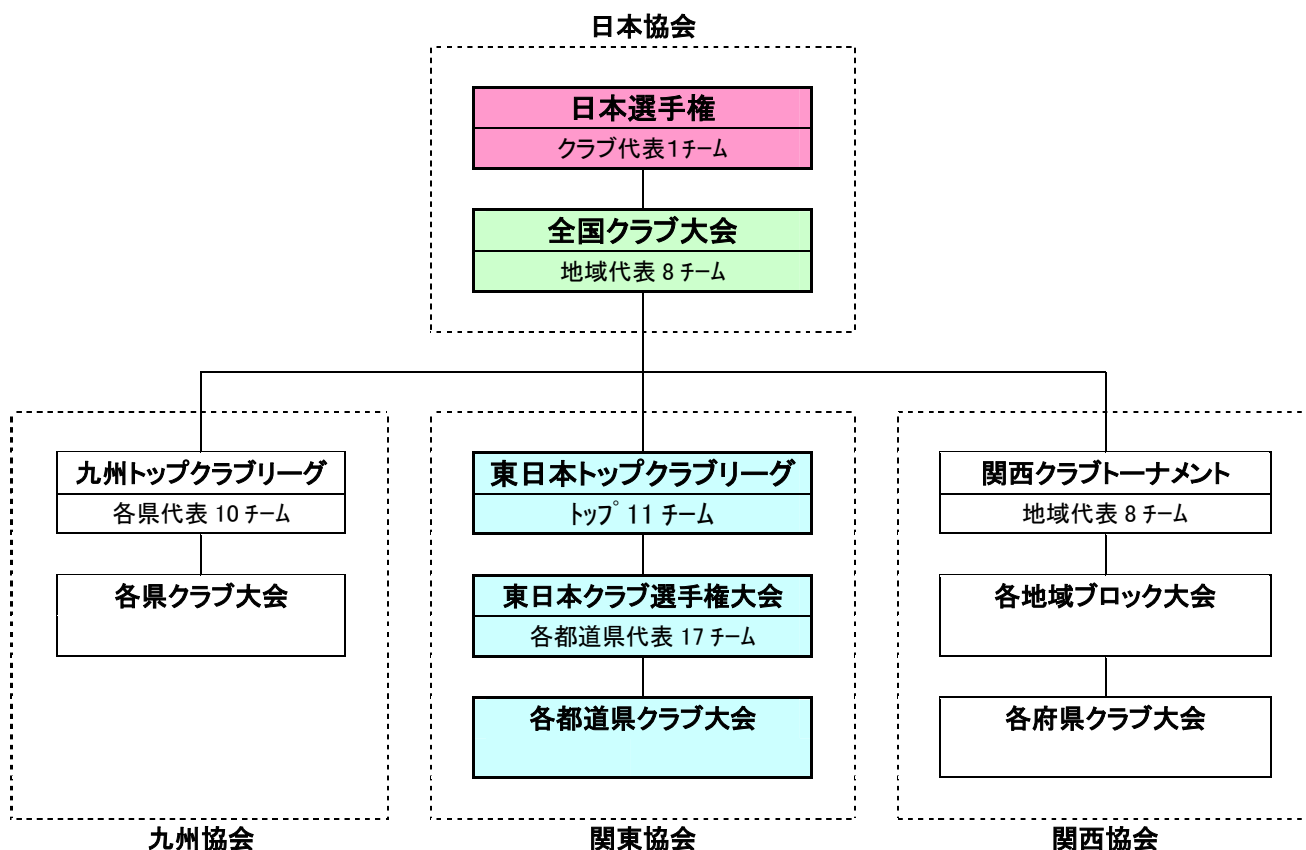 日本協会
日本選手権
クラブ代表1チーム
全国クラブ大会
地域代表 8 チーム
九州トップクラブリーグ
各県代表 10 チーム
各県クラブ大会
九州協会
東日本トップクラブリーグ
トップ 11 チーム
東日本クラブ選手権大会
各都道県代表 17 チーム
各都道県クラブ大会
関東協会
関西クラブトーナメント
地域代表 8 チーム
各地域ブロック大会
各府県クラブ大会
関西協会